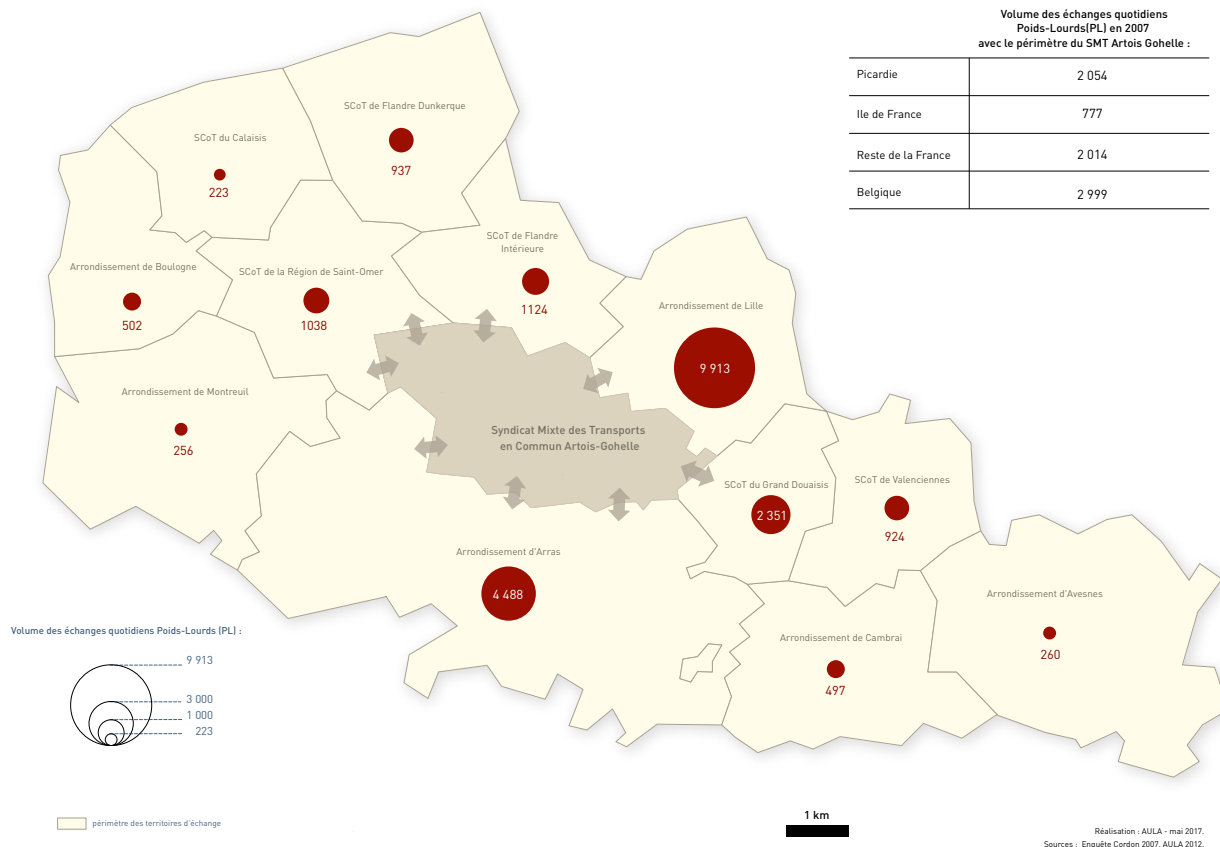 Volume des échanges quotidiens
Poids-Lourds(PL) en 2007
avec le périmètre du SMT Artois Gohelle :
Picardie 2 054
Ile de France 777
Reste de la France 2 014
Belgique 2 999
SCoT de Flandre Dunkerque
937
SCoT du Calaisis
223
SCoT de Flandre
Intérieure
1124
Arrondissement de Boulogne
502
SCoT de la Région de Saint-Omer
1038
Arrondissement de Lille
9 913
Arrondissement de Montreuil
256
Syndicat Mixte des Transports
en Commun Artois-Gohelle
SCoT du Grand Douaisis
2 351
SCoT de Valenciennes
924
Arrondissement d'Arras
4 488
Arrondissement d'Avesnes
260
Arrondissement de Cambrai
497
Volume des échanges quotidiens Poids-Lourds (PL) :
9 913
3 000
1 000
223
périmètre des territoires d'échange
1 km
Réalisation : AULA - mai 2017.
Sources : Enquête Cordon 2007, AULA 2012.